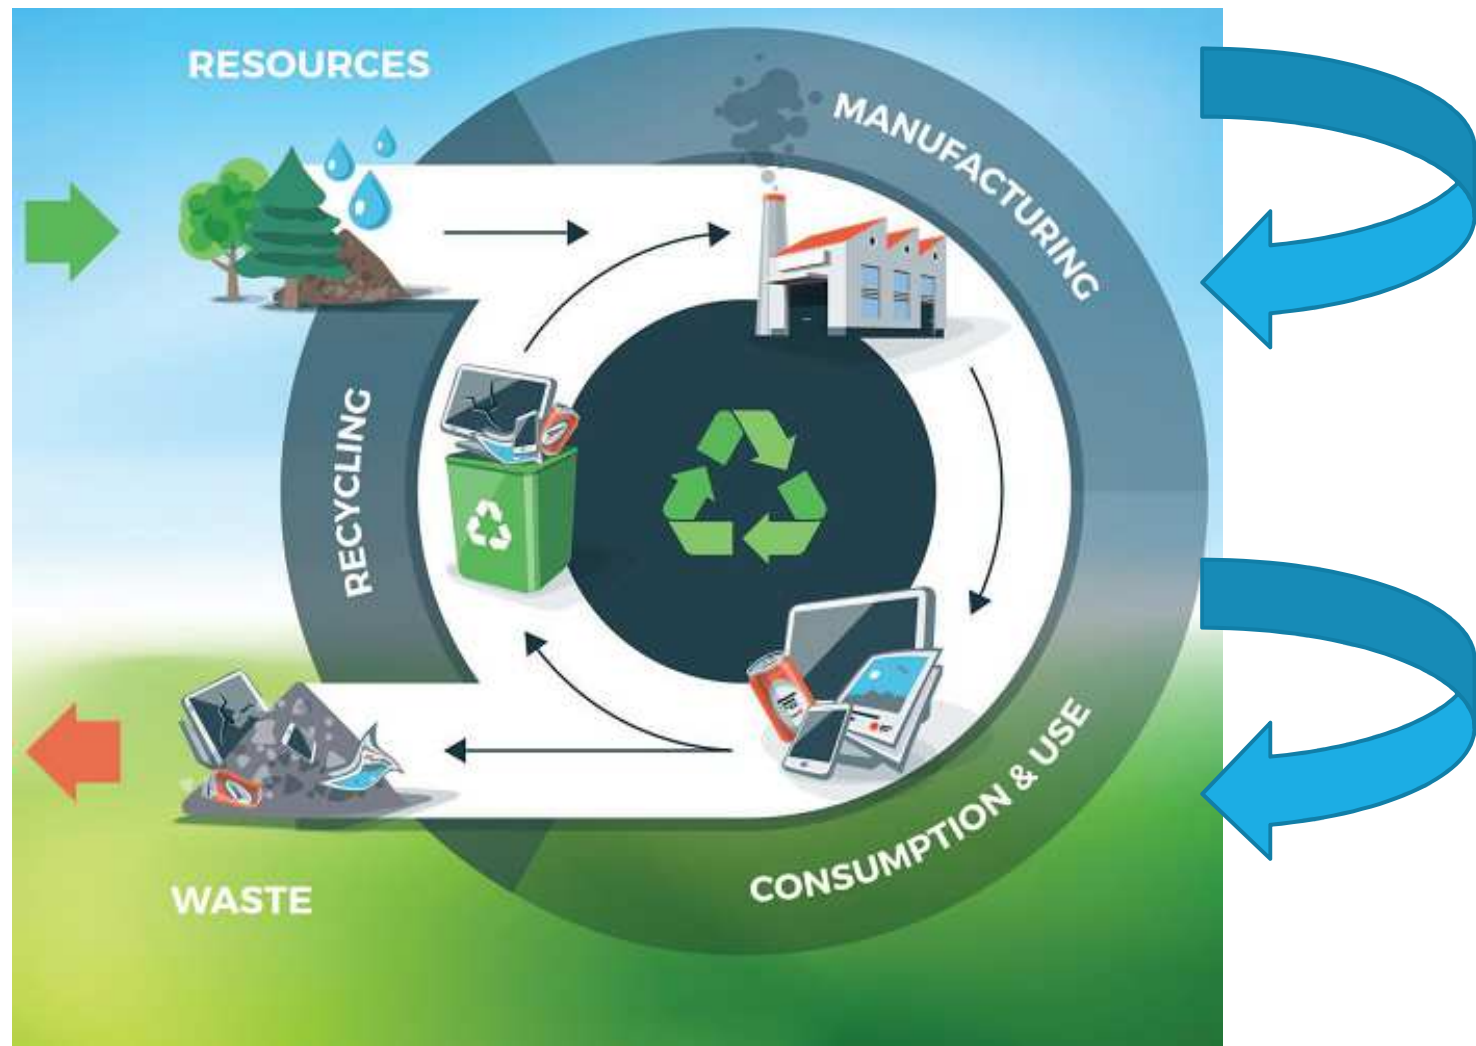 RESOURCES
MANUFACTURING
RECYCLING
CONSUMPTION & USE
WASTE